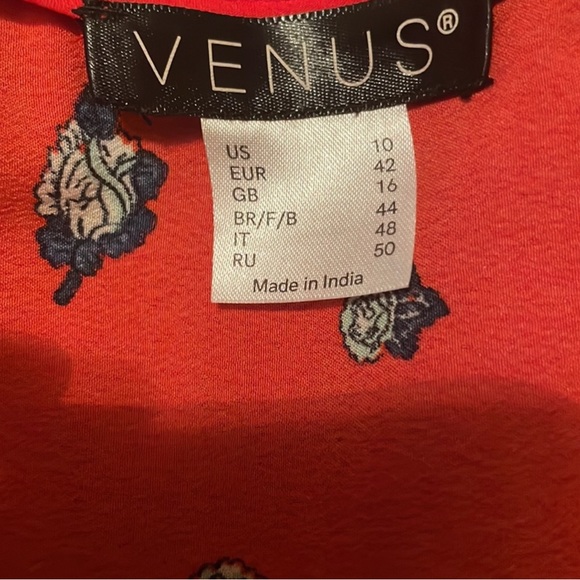 VENUS®
US 10
EUR 42
GB 16
BR/F/B 44
IT 48
RU 50
Made in India